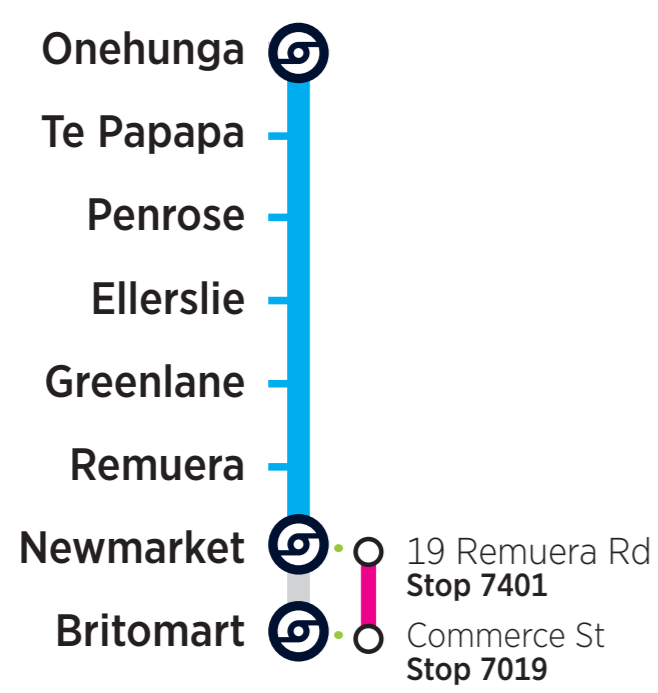 Onehunga
Te Papapa
Penrose
Ellerslie
Greenlane
Remuera
Newmarket
19 Remuera Rd
Stop 7401
Britomart
Commerce St
Stop 7019